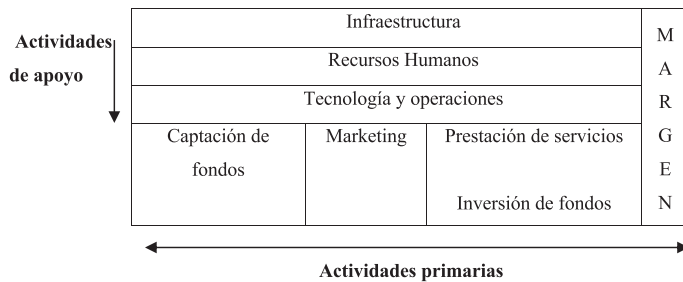 Infraestructura
Actividades
de apoyo
Recursos Humanos
Tecnología y operaciones
Captación de
fondos
Marketing
Prestación de servicios
Inversión de fondos
M
A
R
G
E
N
Actividades primarias